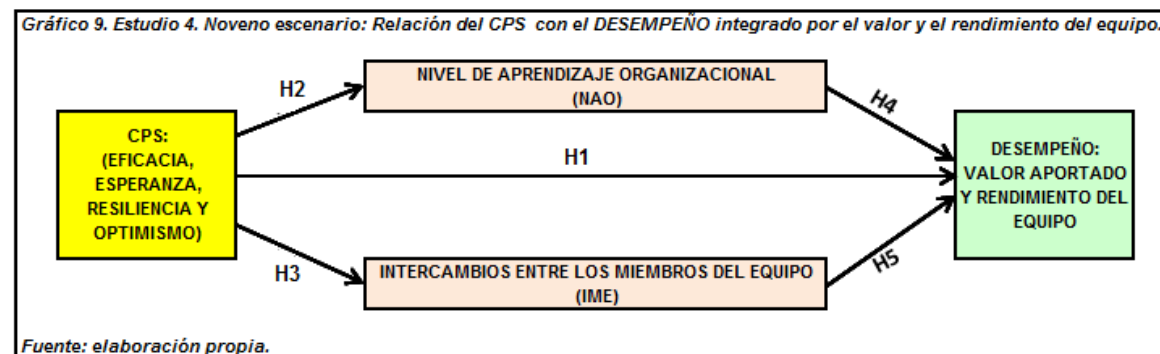 Gráfico 9. Estudio 4. Noveno escenario: Relación del CPS con el DESEMPEÑO integrado por el valor y el rendimiento del equipo.
NIVEL DE APRENDIZAJE ORGANIZACIONAL
(NAO)
H2
H4
CPS:
(EFICACIA,
ESPERANZA,
RESILIENCIA Y
OPTIMISMO)
H1
DESEMPEÑO:
VALOR APORTADO
Y RENDIMIENTO DEL
EQUIPO
H3
H5
INTERCAMBIOS ENTRE LOS MIEMBROS DEL EQUIPO
(IME)
Fuente: elaboración propia.